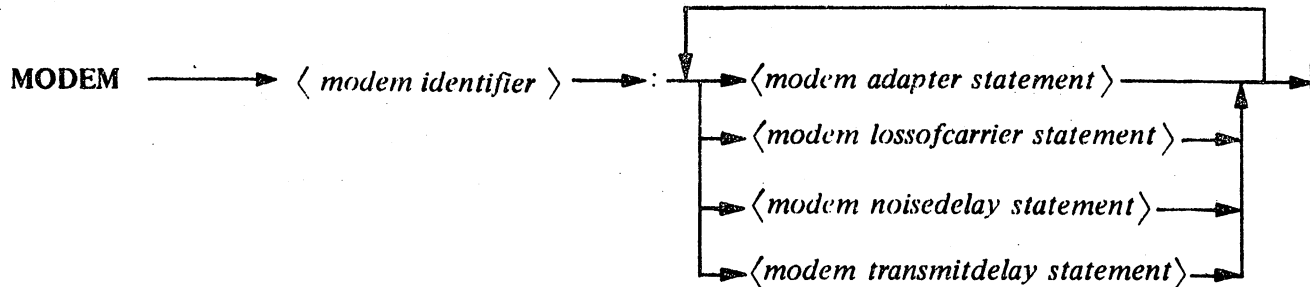 MODEM ⟨ modem identifier ⟩ : ⟨modem adapter statement⟩
⟨modem lossofcarrier statement⟩
⟨modem noisedelay statement⟩
⟨modem transmitdelay statement⟩